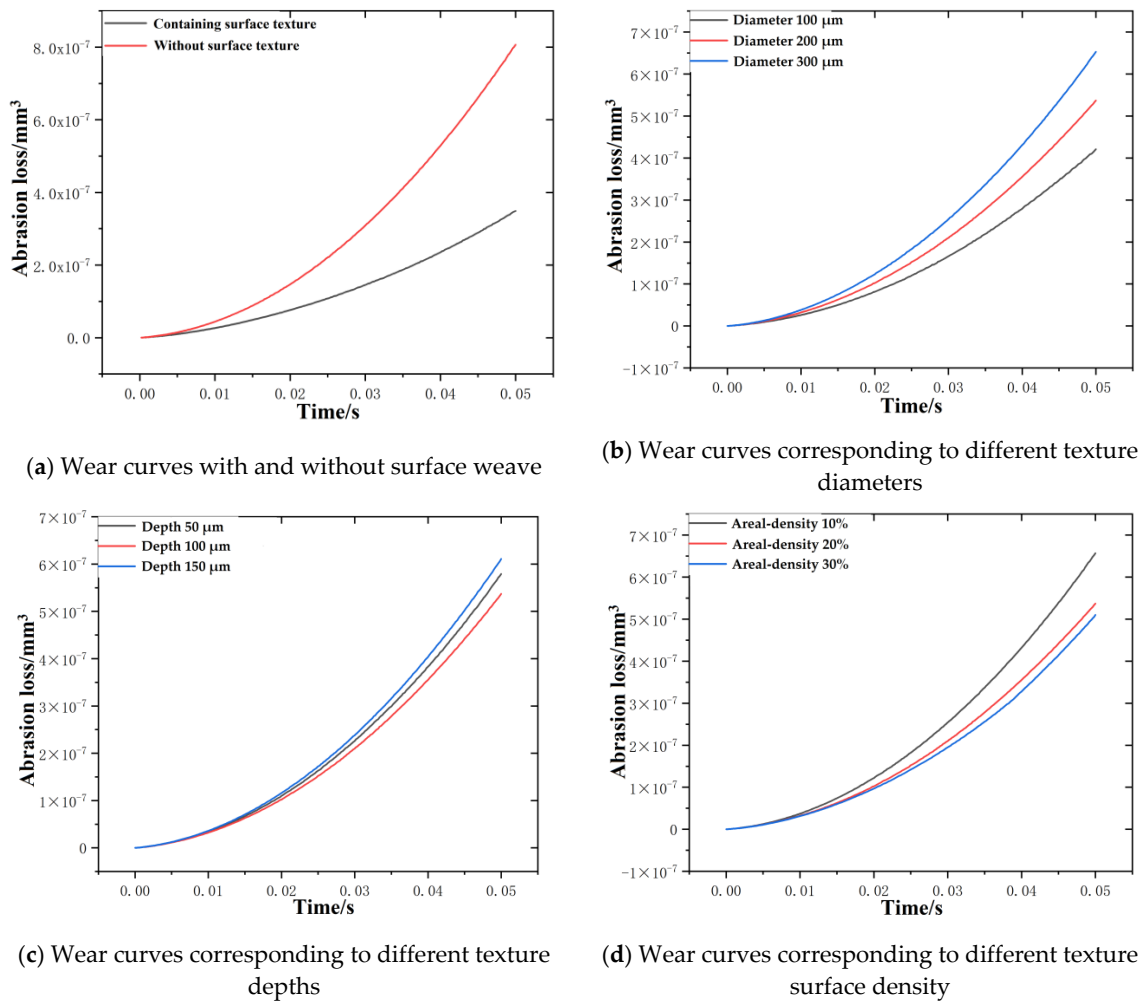 Containing surface texture
Without surface texture
Abrasion loss/mm³
8.0x10⁻⁷
6.0x10⁻⁷
4.0x10⁻⁷
2.0x10⁻⁷
0.0
0.00 0.01 0.02 0.03 0.04 0.05
Time/s
(a) Wear curves with and without surface weave
Diameter 100 μm
Diameter 200 μm
Diameter 300 μm
Abrasion loss/mm³
7×10⁻⁷
6×10⁻⁷
5×10⁻⁷
4×10⁻⁷
3×10⁻⁷
2×10⁻⁷
1×10⁻⁷
0
-1×10⁻⁷
0.00 0.01 0.02 0.03 0.04 0.05
Time/s
(b) Wear curves corresponding to different texture
diameters
Depth 50 μm
Depth 100 μm
Depth 150 μm
Abrasion loss/mm³
7×10⁻⁷
6×10⁻⁷
5×10⁻⁷
4×10⁻⁷
3×10⁻⁷
2×10⁻⁷
1×10⁻⁷
0
0.00 0.01 0.02 0.03 0.04 0.05
Time/s
(c) Wear curves corresponding to different texture
depths
Areal-density 10%
Areal-density 20%
Areal-density 30%
Abrasion loss/mm³
7×10⁻⁷
6×10⁻⁷
5×10⁻⁷
4×10⁻⁷
3×10⁻⁷
2×10⁻⁷
1×10⁻⁷
0
-1×10⁻⁷
0.00 0.01 0.02 0.03 0.04 0.05
Time/s
(d) Wear curves corresponding to different texture
surface density